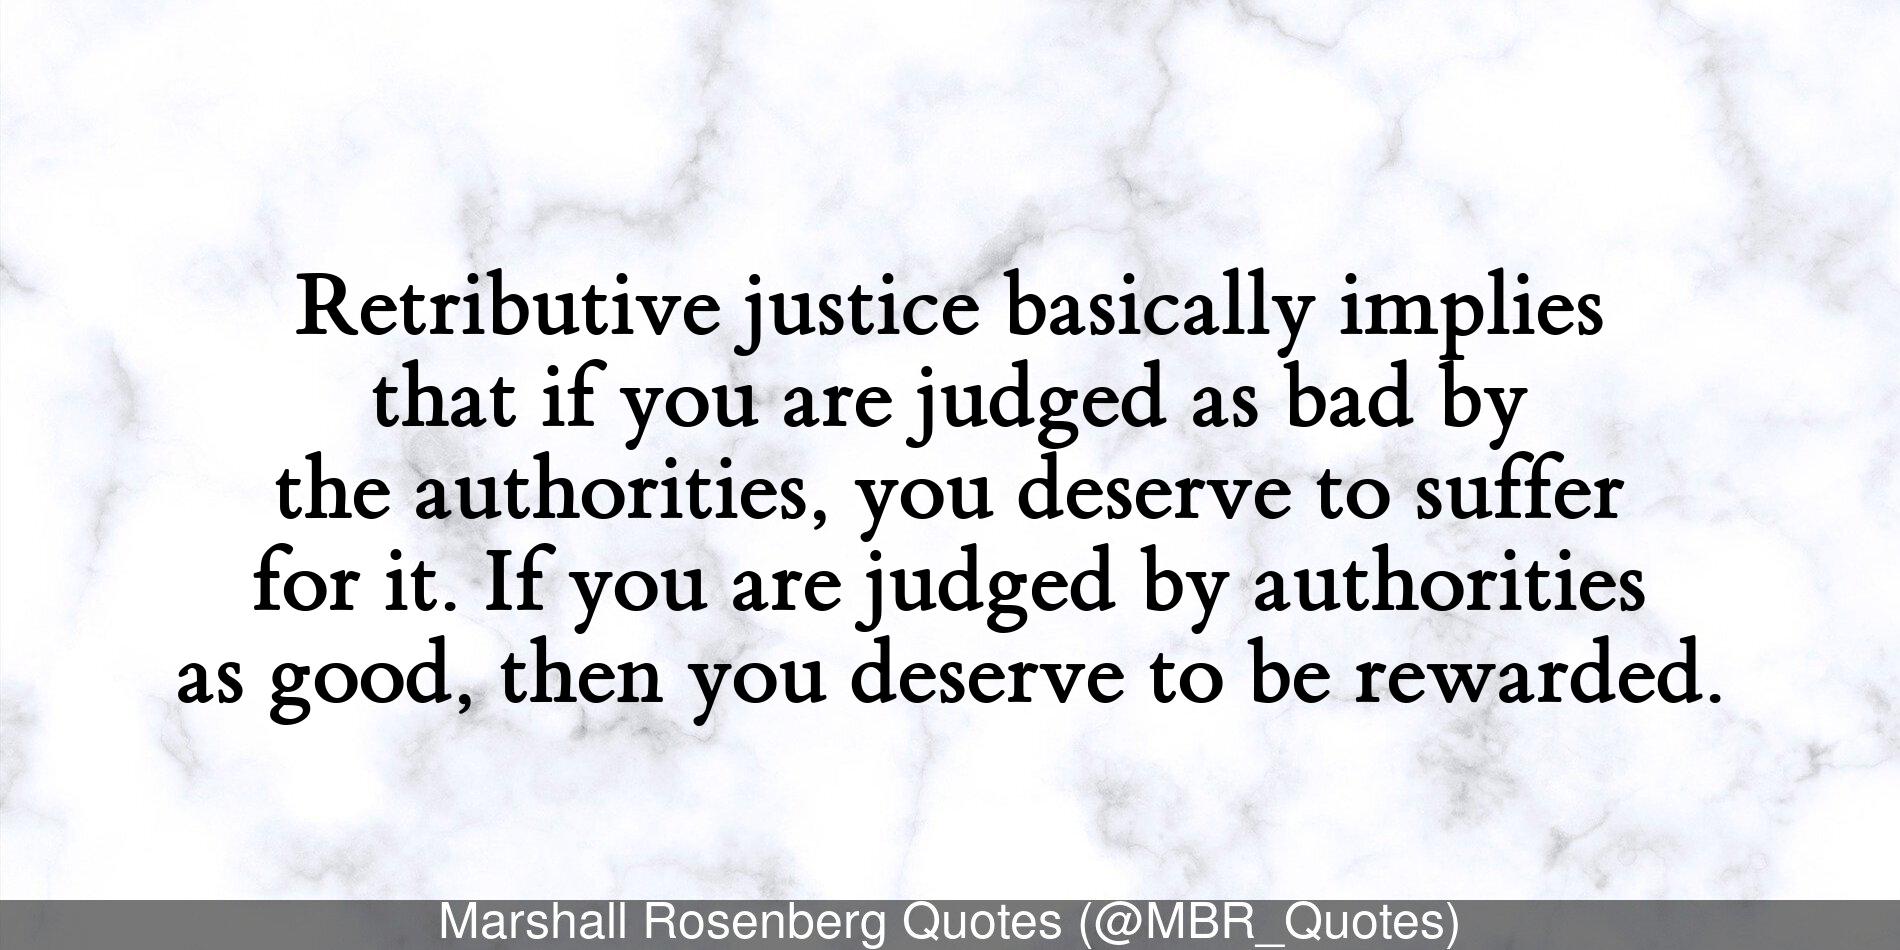 Retributive justice basically implies
that if you are judged as bad by
the authorities, you deserve to suffer
for it. If you are judged by authorities
as good, then you deserve to be rewarded.
Marshall Rosenberg Quotes (@MBR_Quotes)